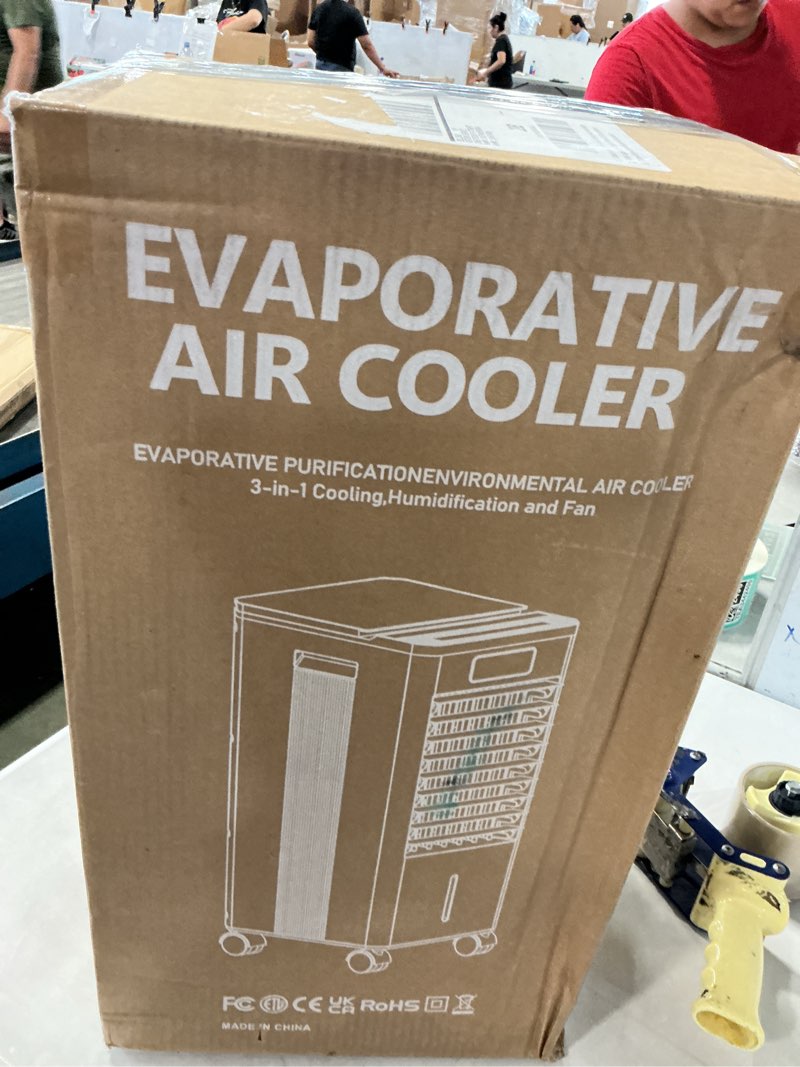 EVAPORATIVE
AIR COOLER
EVAPORATIVE PURIFICATIONENVIRONMENTAL AIR COOLER
3-in-1 Cooling,Humidification and Fan
FC ETL CE UK CA RoHS
MADE IN CHINA